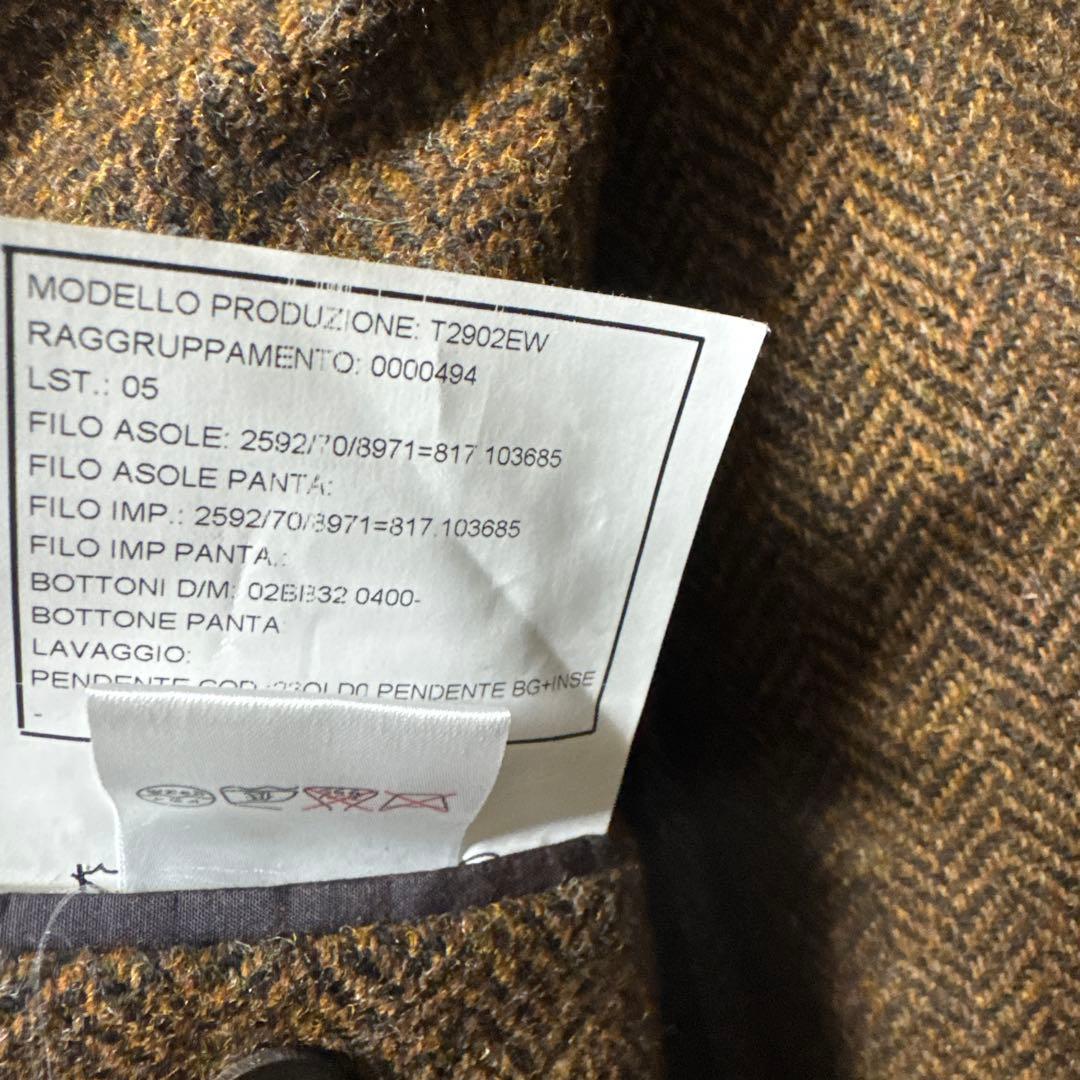 MODELLO PRODUZIONE: T2902EW
RAGGRUPPAMENTO: 0000494
LST.: 05
FILO ASOLE: 2592/70/8971=817.103685
FILO ASOLE PANTA:
FILO IMP.: 2592/70/8971=817.103685
FILO IMP PANTA.:
BOTTONI D/M: 02BB32 0400-
BOTTONE PANTA
LAVAGGIO:
PENDENTE COD. PENDENTE BG+INSE
-